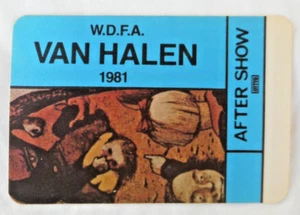 W.D.F.A.
VAN HALEN
1981
AFTER SHOW